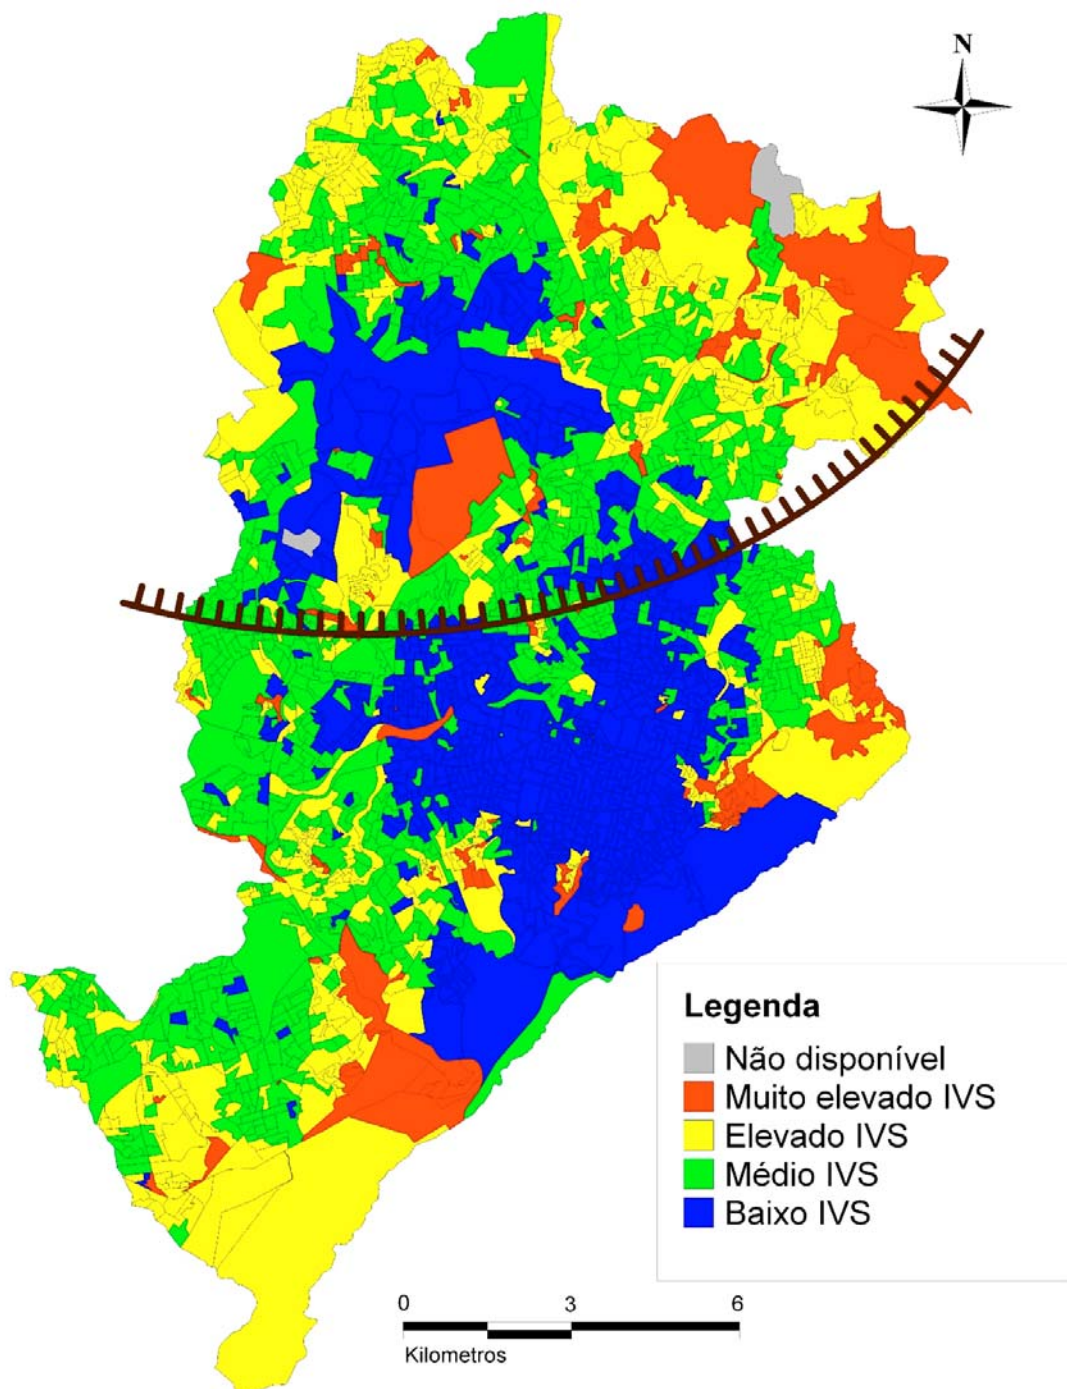 N
Legenda
Não disponível
Muito elevado IVS
Elevado IVS
Médio IVS
Baixo IVS
0 3 6
Kilometros